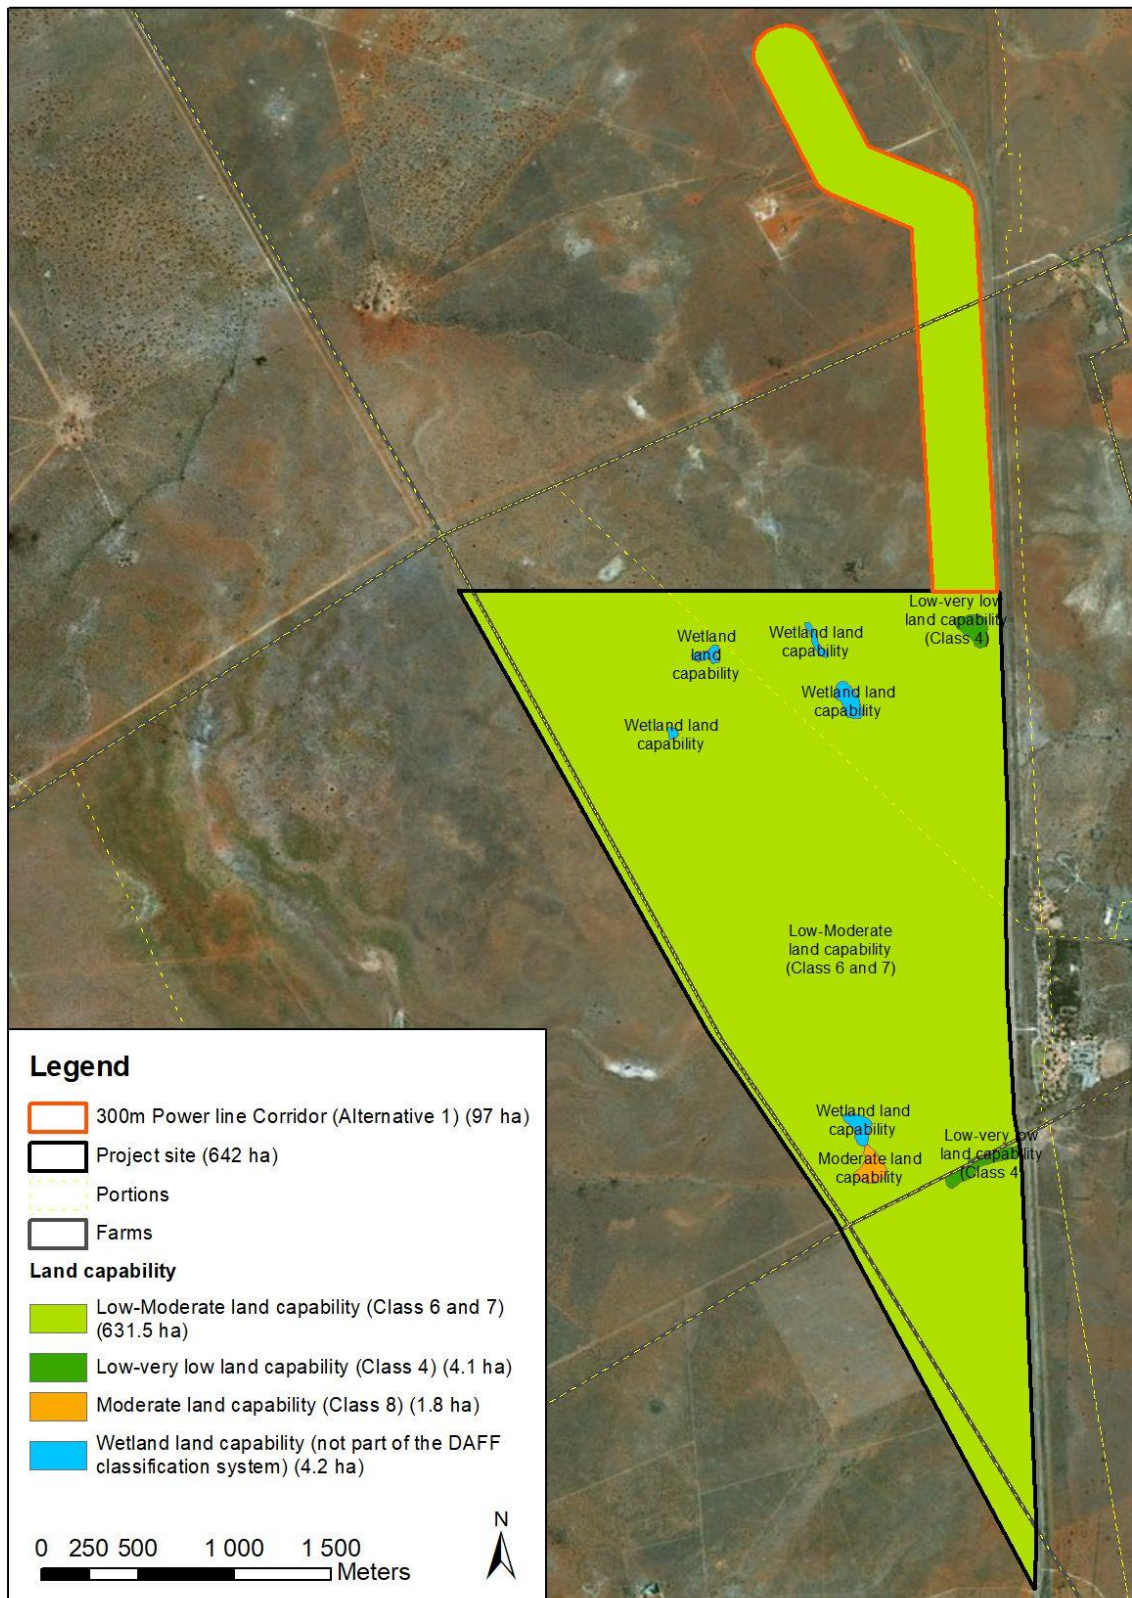 Low-very low
land capability
(Class 4)
Wetland
land
capability
Wetland land
capability
Wetland land
capability
Wetland land
capability
Low-Moderate
land capability
(Class 6 and 7)
Wetland land
capability
Moderate land
capability
Low-very low
land capability
(Class 4)
Legend
300m Power line Corridor (Alternative 1) (97 ha)
Project site (642 ha)
Portions
Farms
Land capability
Low-Moderate land capability (Class 6 and 7)
(631.5 ha)
Low-very low land capability (Class 4) (4.1 ha)
Moderate land capability (Class 8) (1.8 ha)
Wetland land capability (not part of the DAFF
classification system) (4.2 ha)
N
0 250 500 1 000 1 500
Meters